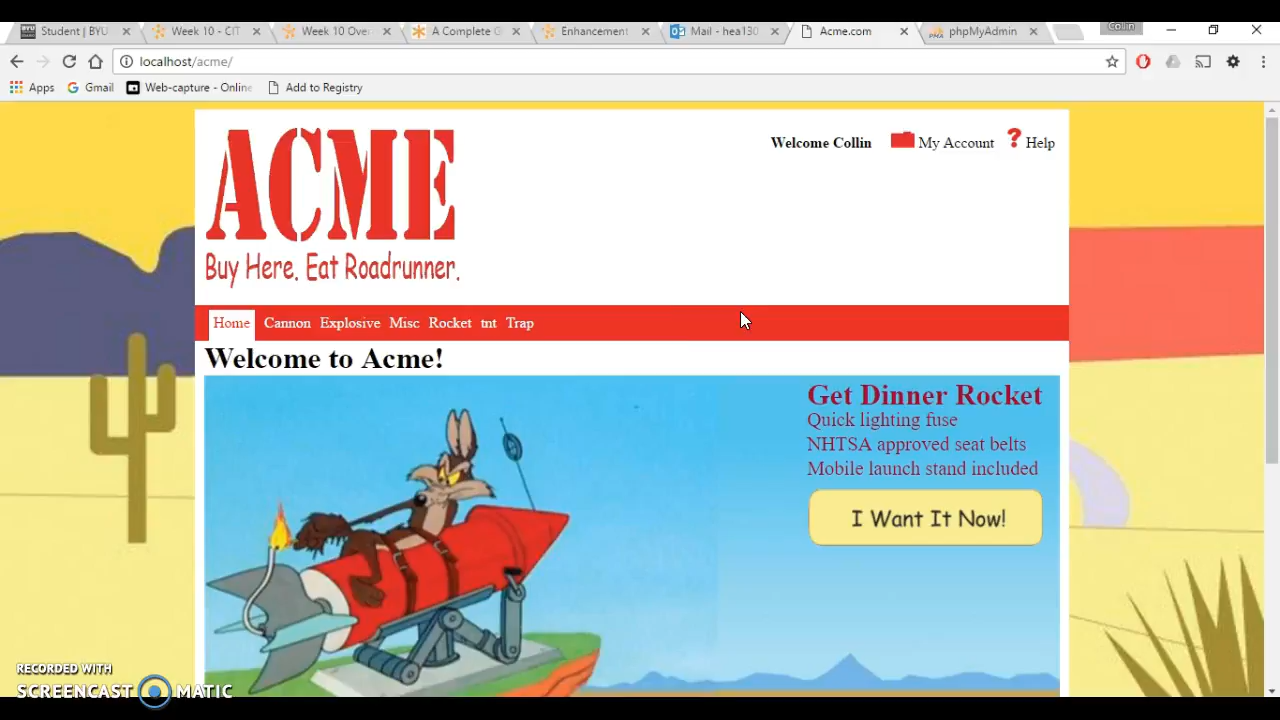 Collin
Student | BYU
Week 10 - CIT
Week 10 Over
A Complete G
Enhancement
Mail - hea130
Acme.com
phpMyAdmin
localhost/acme/
Apps
Gmail
Web-capture - Online
Add to Registry
ACME
Buy Here. Eat Roadrunner.
Welcome Collin
My Account
? Help
Home Cannon Explosive Misc Rocket tnt Trap
Welcome to Acme!
Get Dinner Rocket
Quick lighting fuse
NHTSA approved seat belts
Mobile launch stand included
I Want It Now!
RECORDED WITH
SCREENCAST MATIC